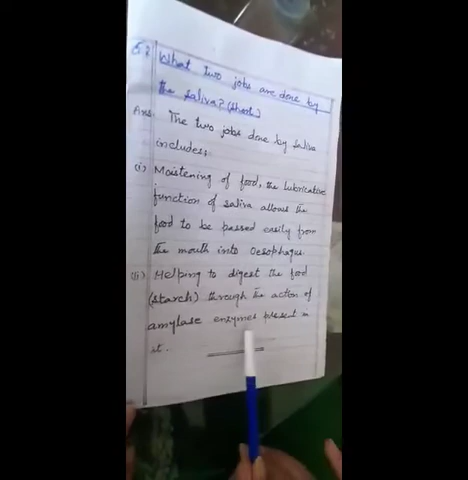 Q.2 What two jobs are done by
the saliva? (Short)
Ans. The two jobs done by saliva
includes;
(i) Moistening of food, the lubricative
function of saliva allows the
food to be passed easily from
the mouth into Oesophagus.
(ii) Helping to digest the food
(starch) through the action of
amylase enzymes present in
it.